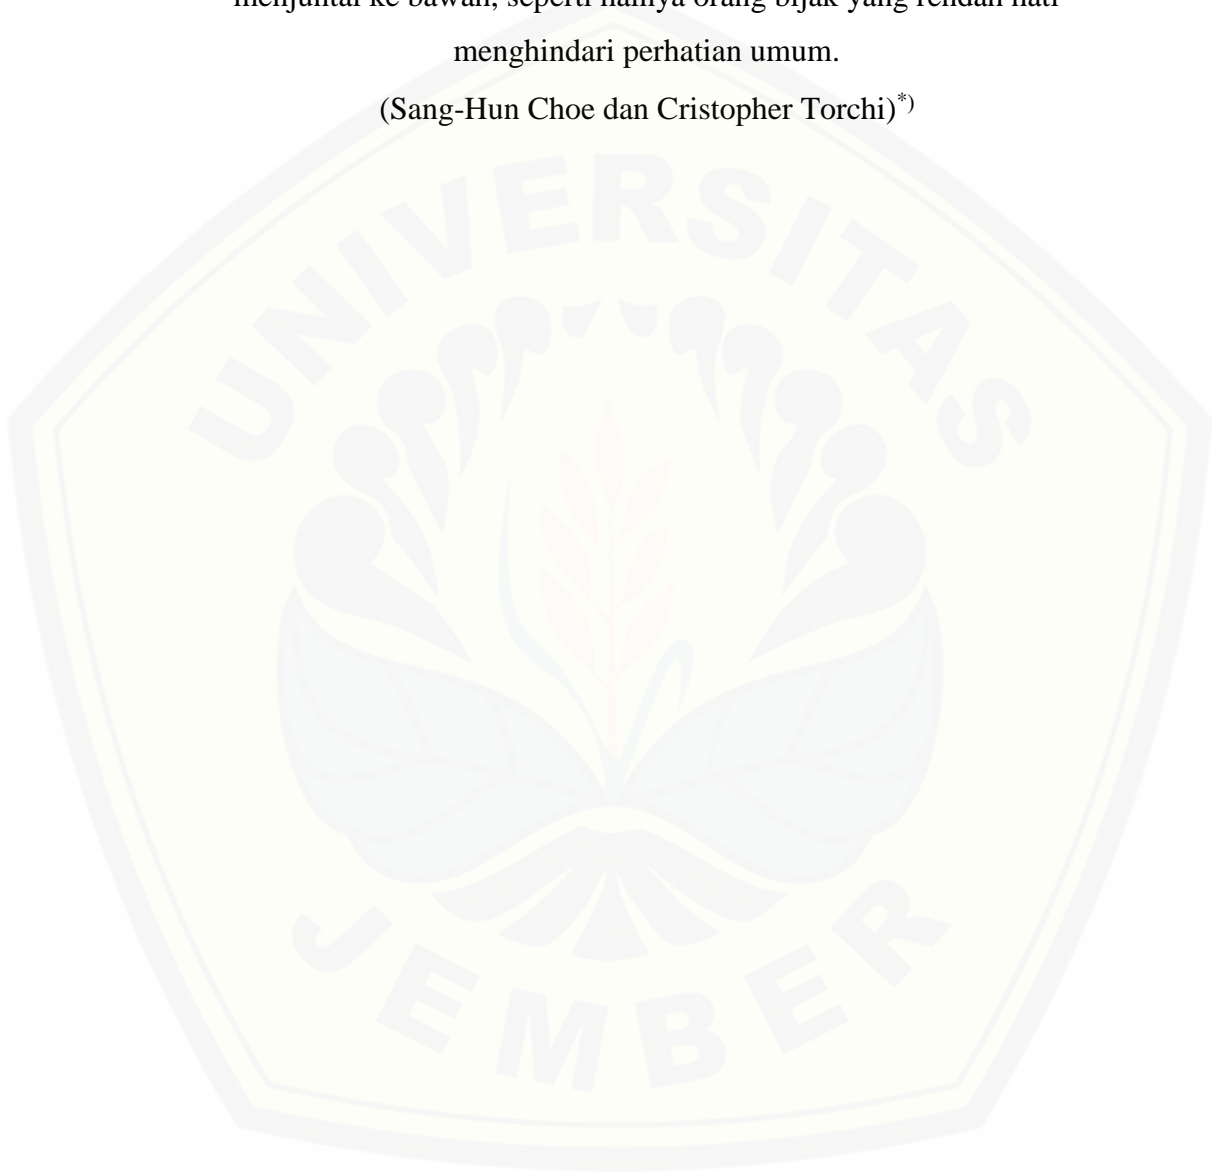 menjuntai ke bawah, seperti halnya orang bijak yang rendah hati
menghindari perhatian umum.
(Sang-Hun Choe dan Cristopher Torchi)*)
UNIVERSITAS
JEMBER